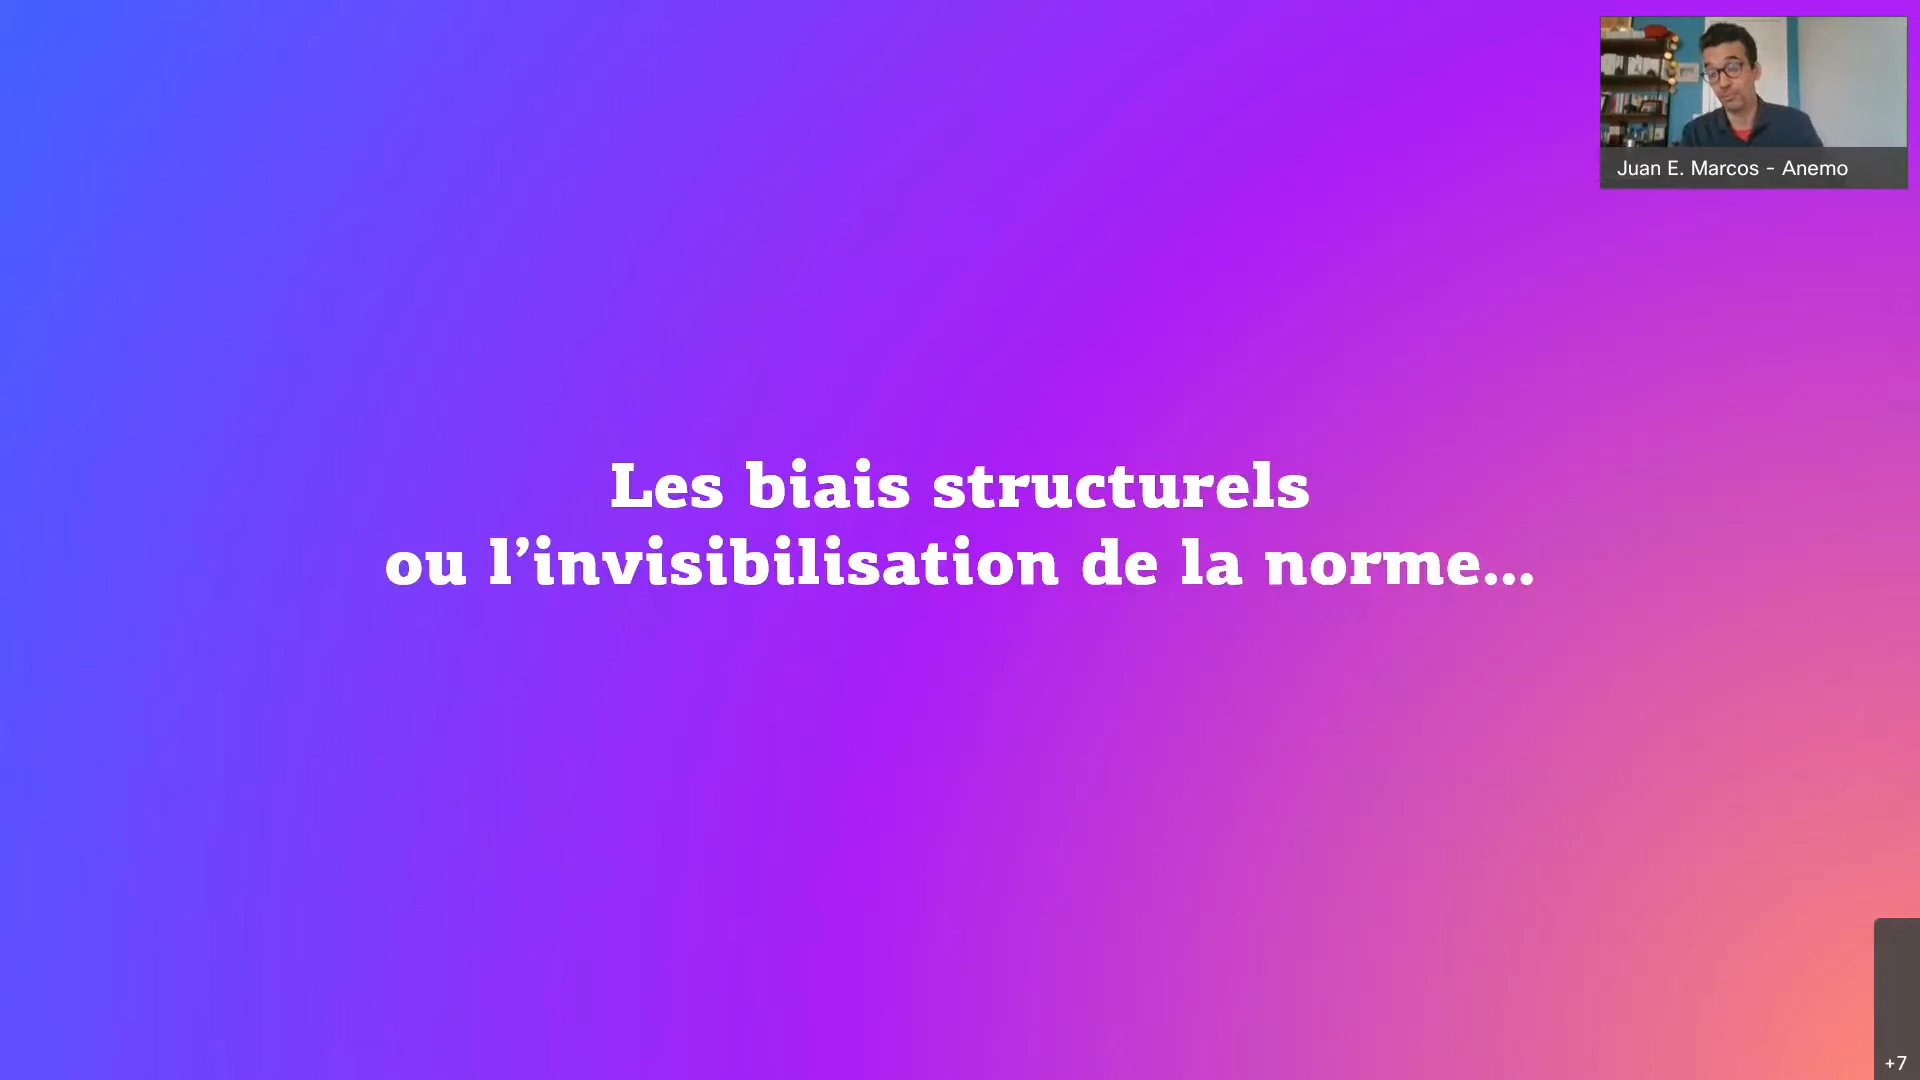 Juan E. Marcos - Anemo
Les biais structurels
ou l’invisibilisation de la norme...
+7